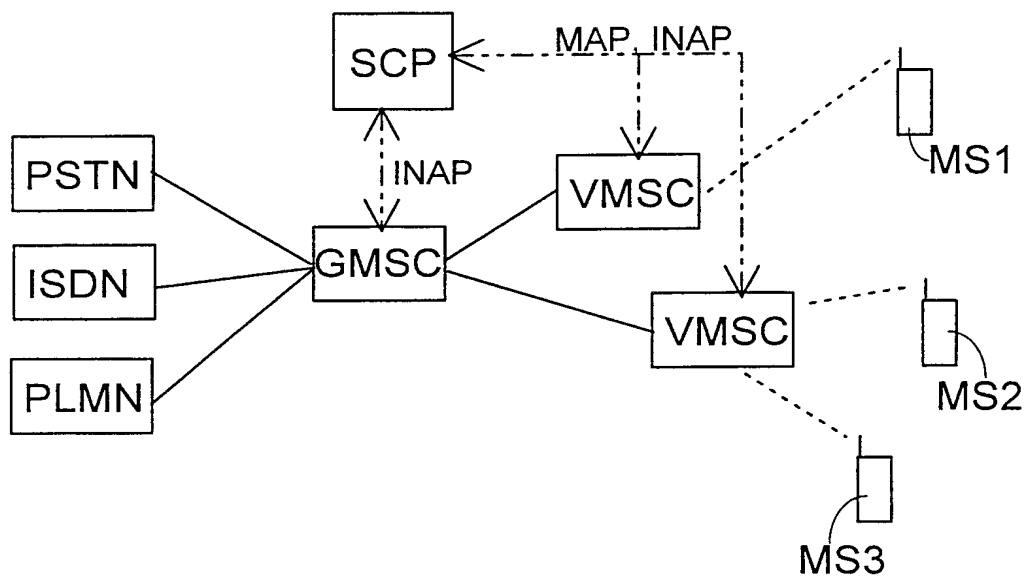 SCP
MAP INAP
PSTN
INAP
VMSC
MS1
ISDN
GMSC
VMSC
PLMN
MS2
MS3